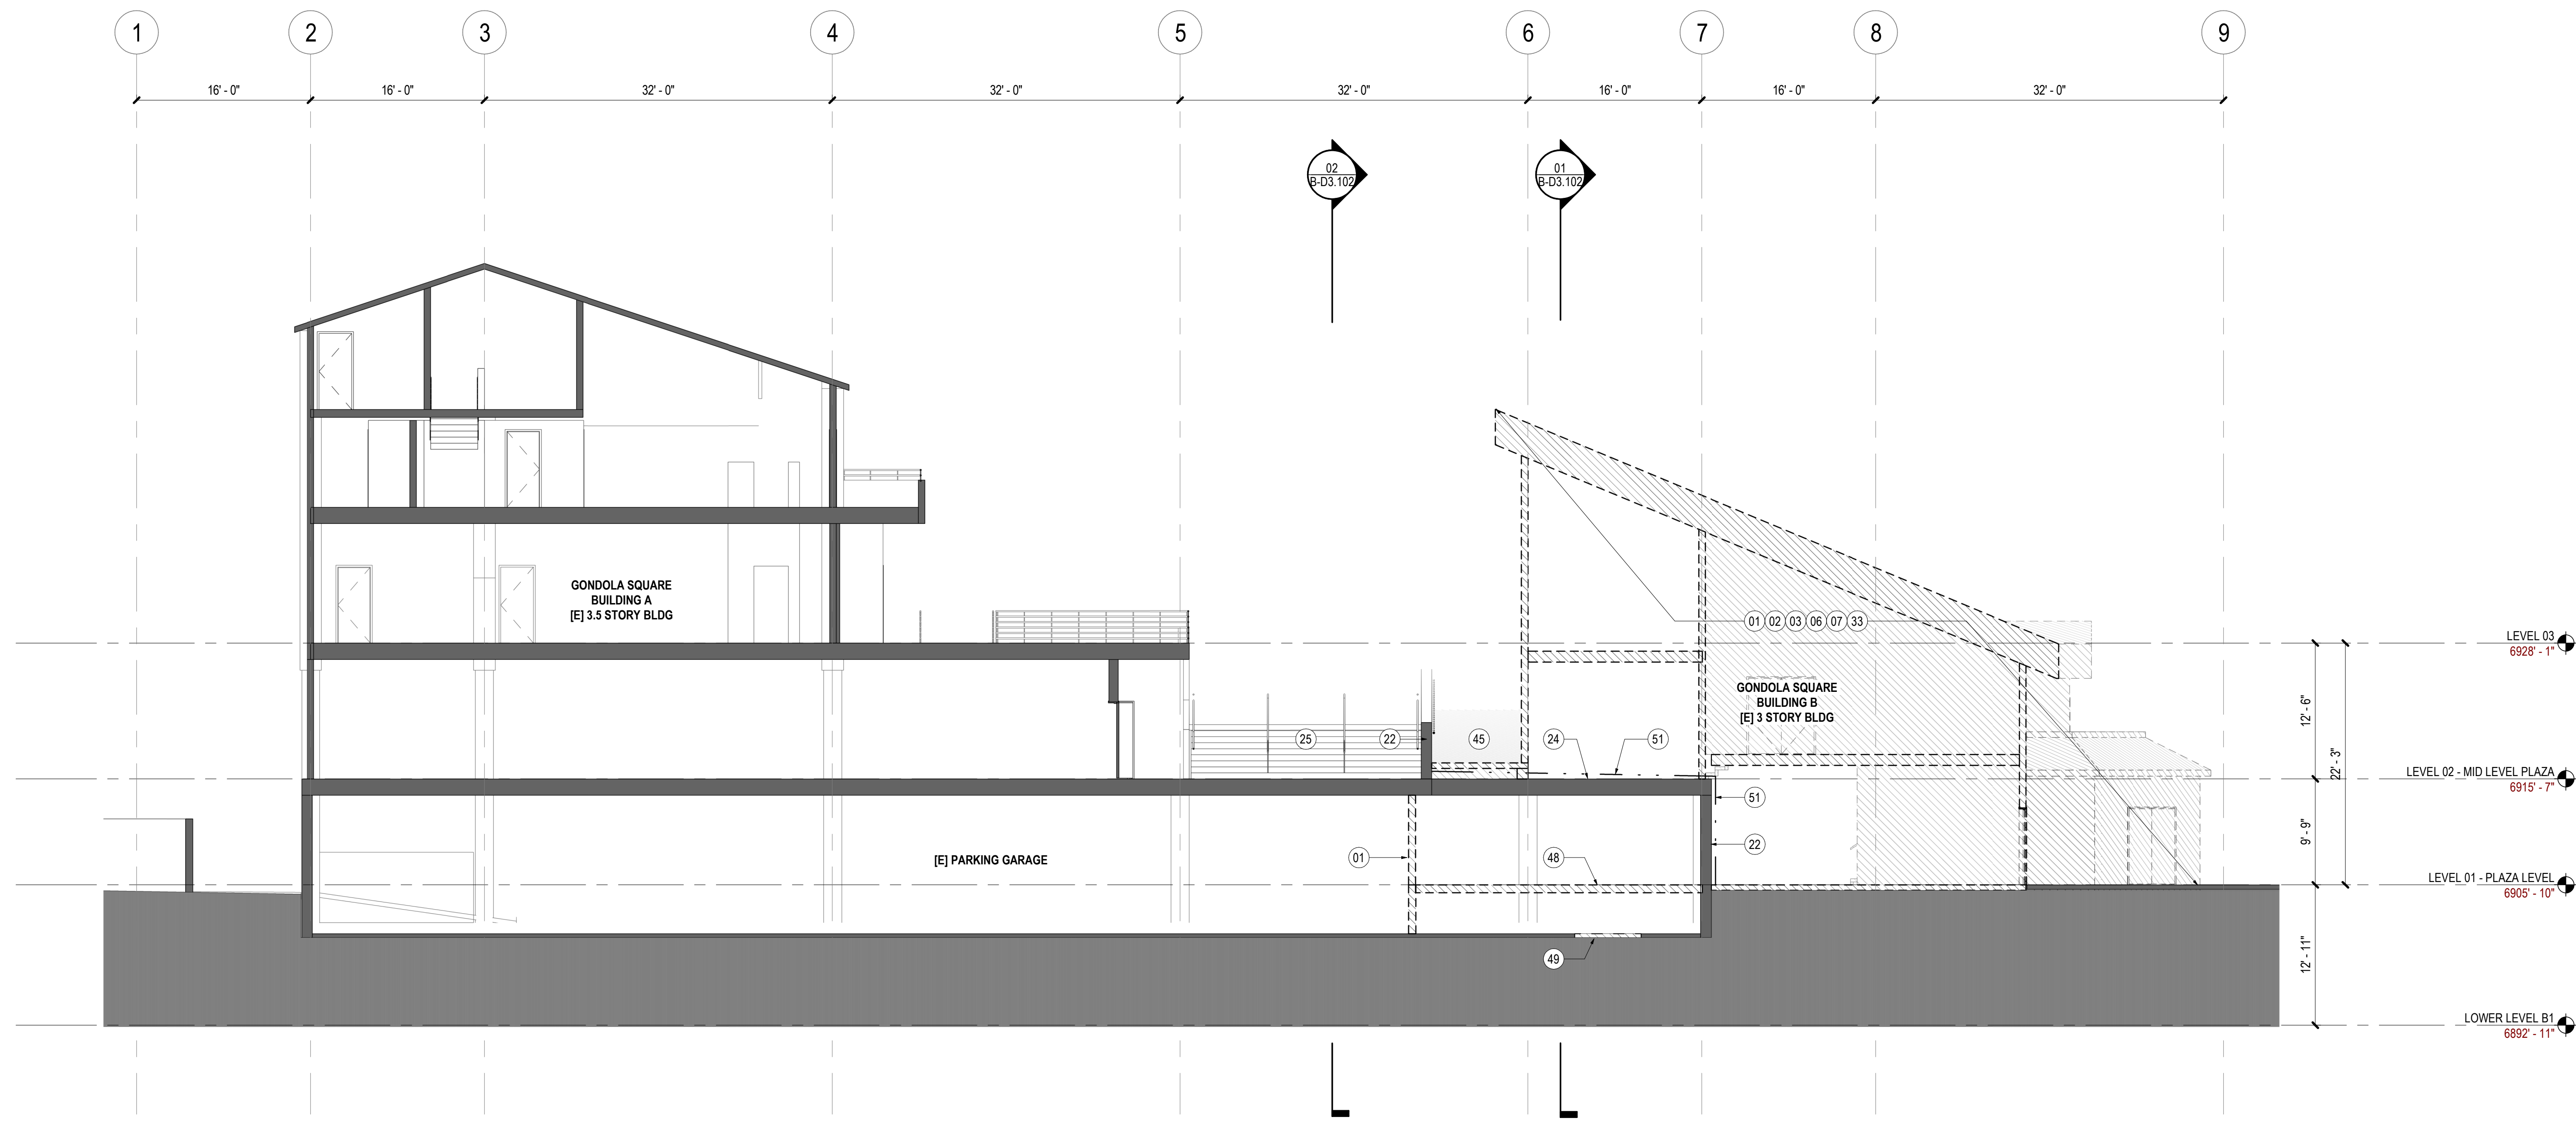 1 2 3 4 5 6 7 8 9
16' - 0" 16' - 0" 32' - 0" 32' - 0" 32' - 0" 16' - 0" 16' - 0" 32' - 0"
02
B-D3.102
01
B-D3.102
GONDOLA SQUARE
BUILDING A
[E] 3.5 STORY BLDG
01 02 03 06 07 33
LEVEL 03
6928' - 1"
GONDOLA SQUARE
BUILDING B
[E] 3 STORY BLDG
12' - 6"
25 22 45 24 51
22' - 3"
LEVEL 02 - MID LEVEL PLAZA
6915' - 7"
51
9' - 9"
22
[E] PARKING GARAGE
01 48
LEVEL 01 - PLAZA LEVEL
6905' - 10"
12' - 11"
49
LOWER LEVEL B1
6892' - 11"